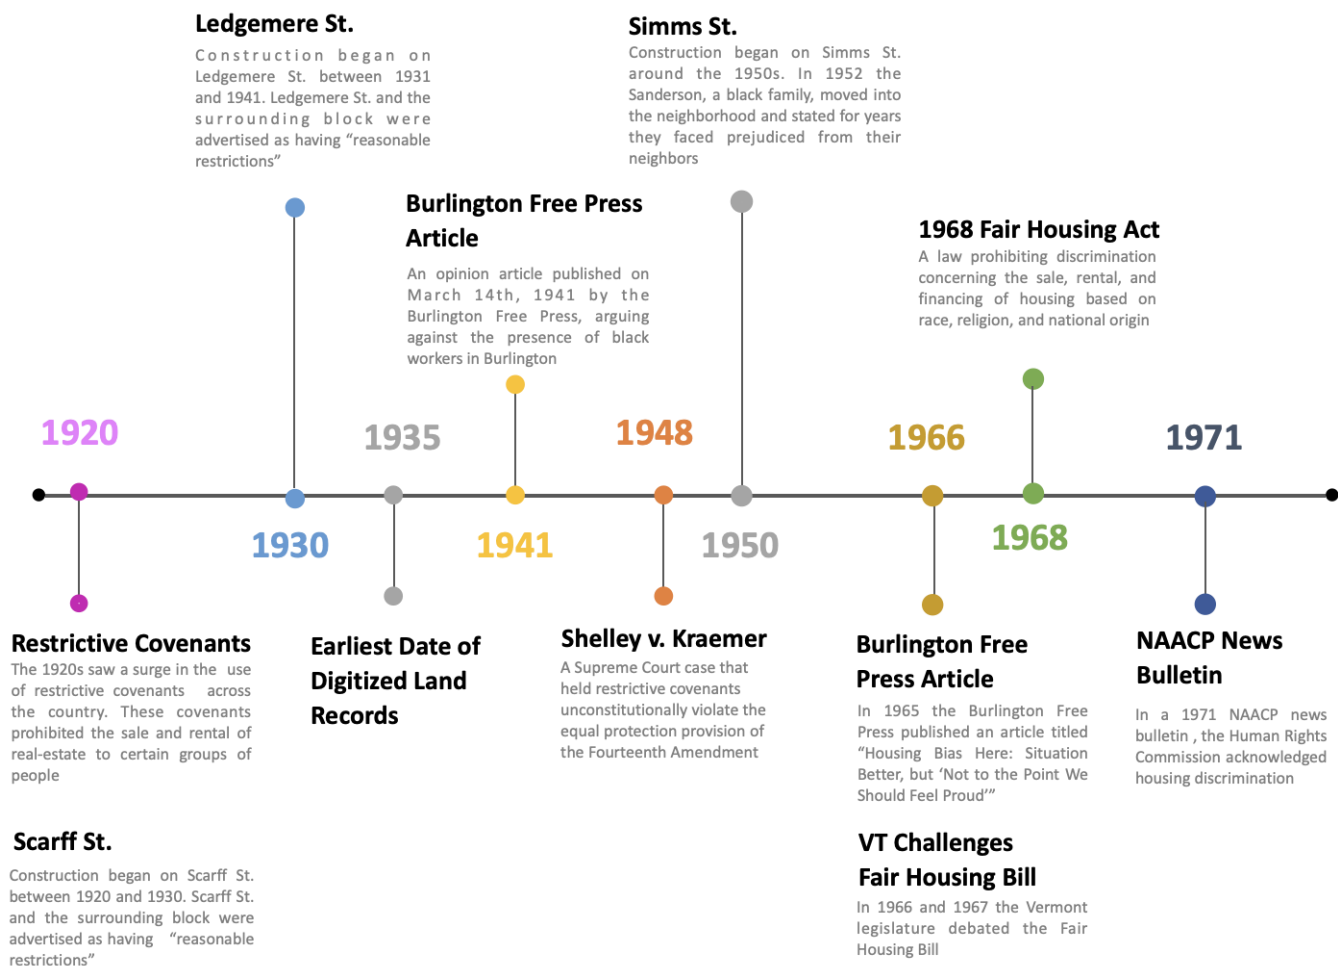 Ledgemere St.
Construction began on
Ledgemere St. between 1931
and 1941. Ledgemere St. and the
surrounding block were
advertised as having “reasonable
restrictions”
Simms St.
Construction began on Simms St.
around the 1950s. In 1952 the
Sanderson, a black family, moved into
the neighborhood and stated for years
they faced prejudiced from their
neighbors
Burlington Free Press
Article
An opinion article published on
March 14th, 1941 by the
Burlington Free Press, arguing
against the presence of black
workers in Burlington
1968 Fair Housing Act
A law prohibiting discrimination
concerning the sale, rental, and
financing of housing based on
race, religion, and national origin
1920
1935
1948
1966
1971
1930
1941
1950
1968
Restrictive Covenants
The 1920s saw a surge in the use
of restrictive covenants across
the country. These covenants
prohibited the sale and rental of
real-estate to certain groups of
people
Scarff St.
Construction began on Scarff St.
between 1920 and 1930. Scarff St.
and the surrounding block were
advertised as having “reasonable
restrictions”
Earliest Date of
Digitized Land
Records
Shelley v. Kraemer
A Supreme Court case that
held restrictive covenants
unconstitutionally violate the
equal protection provision of
the Fourteenth Amendment
Burlington Free
Press Article
In 1965 the Burlington Free
Press published an article titled
“Housing Bias Here: Situation
Better, but ‘Not to the Point We
Should Feel Proud’”
VT Challenges
Fair Housing Bill
In 1966 and 1967 the Vermont
legislature debated the Fair
Housing Bill
NAACP News
Bulletin
In a 1971 NAACP news
bulletin , the Human Rights
Commission acknowledged
housing discrimination